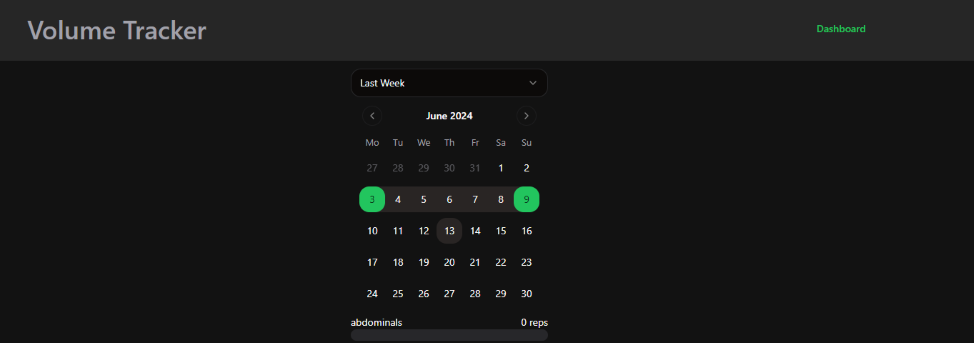 Volume Tracker Dashboard
Last Week
June 2024
Mo Tu We Th Fr Sa Su
27 28 29 30 31 1 2
3 4 5 6 7 8 9
10 11 12 13 14 15 16
17 18 19 20 21 22 23
24 25 26 27 28 29 30
abdominals 0 reps